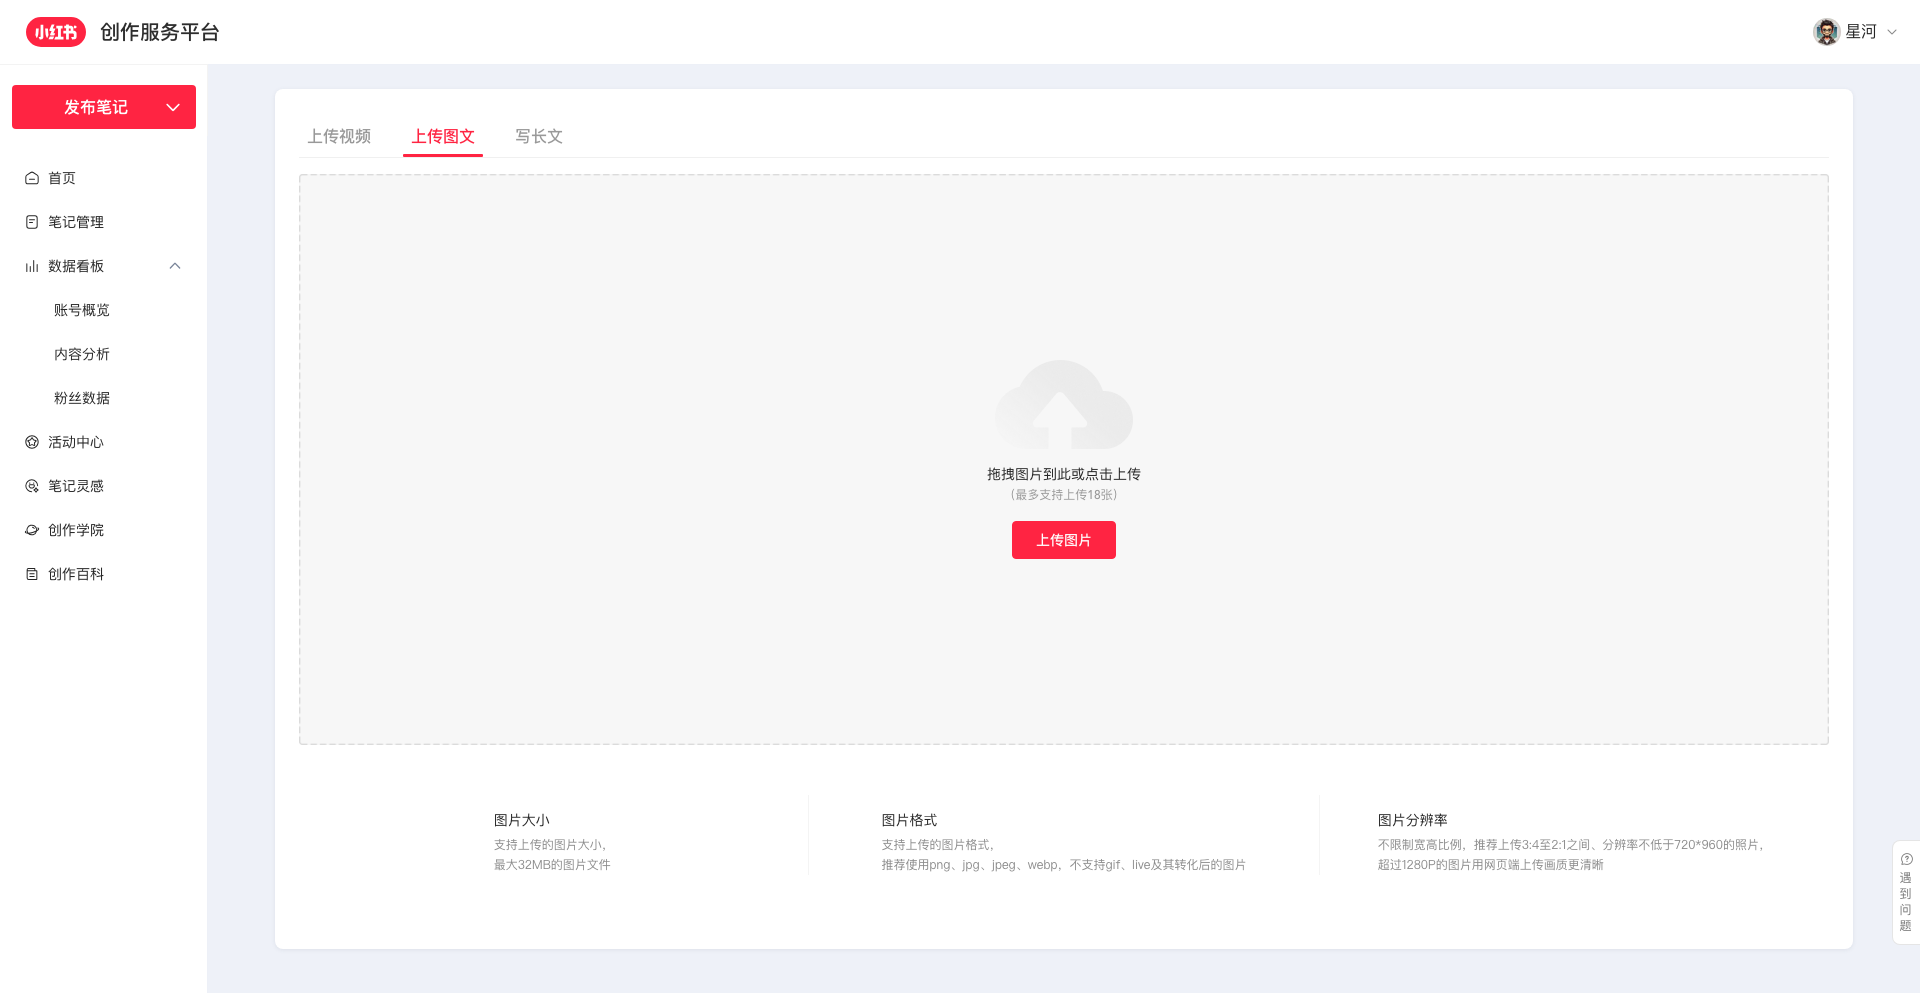 小红书 创作服务平台
星河
发布笔记
首页
笔记管理
数据看板
账号概览
内容分析
粉丝数据
活动中心
笔记灵感
创作学院
创作百科
上传视频 上传图文 写长文
拖拽图片到此或点击上传
(最多支持上传18张)
上传图片
图片大小
支持上传的图片大小,
最大32MB的图片文件
图片格式
支持上传的图片格式,
推荐使用png、jpg、jpeg、webp, 不支持gif、live及其转化后的图片
图片分辨率
不限制宽高比例, 推荐上传3:4至2:1之间、分辨率不低于720*960的照片,
超过1280P的图片用网页端上传画质更清晰
遇到问题